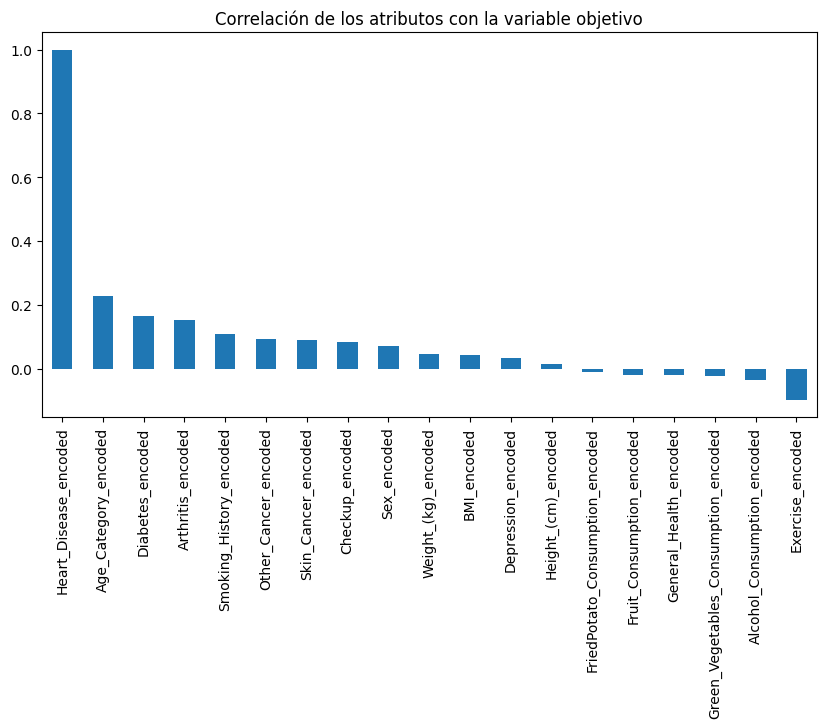 Correlación de los atributos con la variable objetivo
1.0
0.8
0.6
0.4
0.2
0.0
Heart_Disease_encoded
Age_Category_encoded
Diabetes_encoded
Arthritis_encoded
Smoking_History_encoded
Other_Cancer_encoded
Skin_Cancer_encoded
Checkup_encoded
Sex_encoded
Weight_(kg)_encoded
BMI_encoded
Depression_encoded
Height_(cm)_encoded
FriedPotato_Consumption_encoded
Fruit_Consumption_encoded
General_Health_encoded
Green_Vegetables_Consumption_encoded
Alcohol_Consumption_encoded
Exercise_encoded